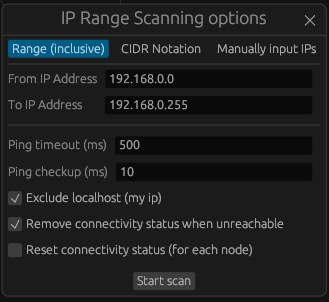 IP Range Scanning options
Range (inclusive) CIDR Notation Manually input IPs
From IP Address 192.168.0.0
To IP Address 192.168.0.255
Ping timeout (ms) 500
Ping checkup (ms) 10
Exclude localhost (my ip)
Remove connectivity status when unreachable
Reset connectivity status (for each node)
Start scan